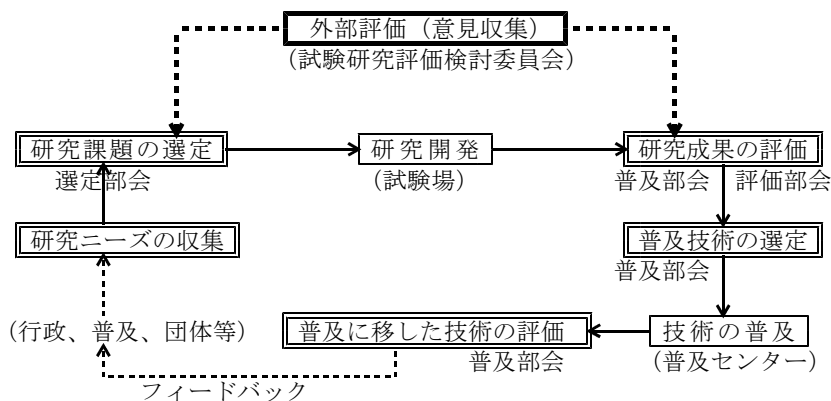 外部評価（意見収集）
（試験研究評価検討委員会）
研究課題の選定
選定部会
研究開発
（試験場）
研究成果の評価
普及部会　評価部会
研究ニーズの収集
普及技術の選定
普及部会
（行政、普及、団体等）
普及に移した技術の評価
普及部会
技術の普及
（普及センター）
フィードバック